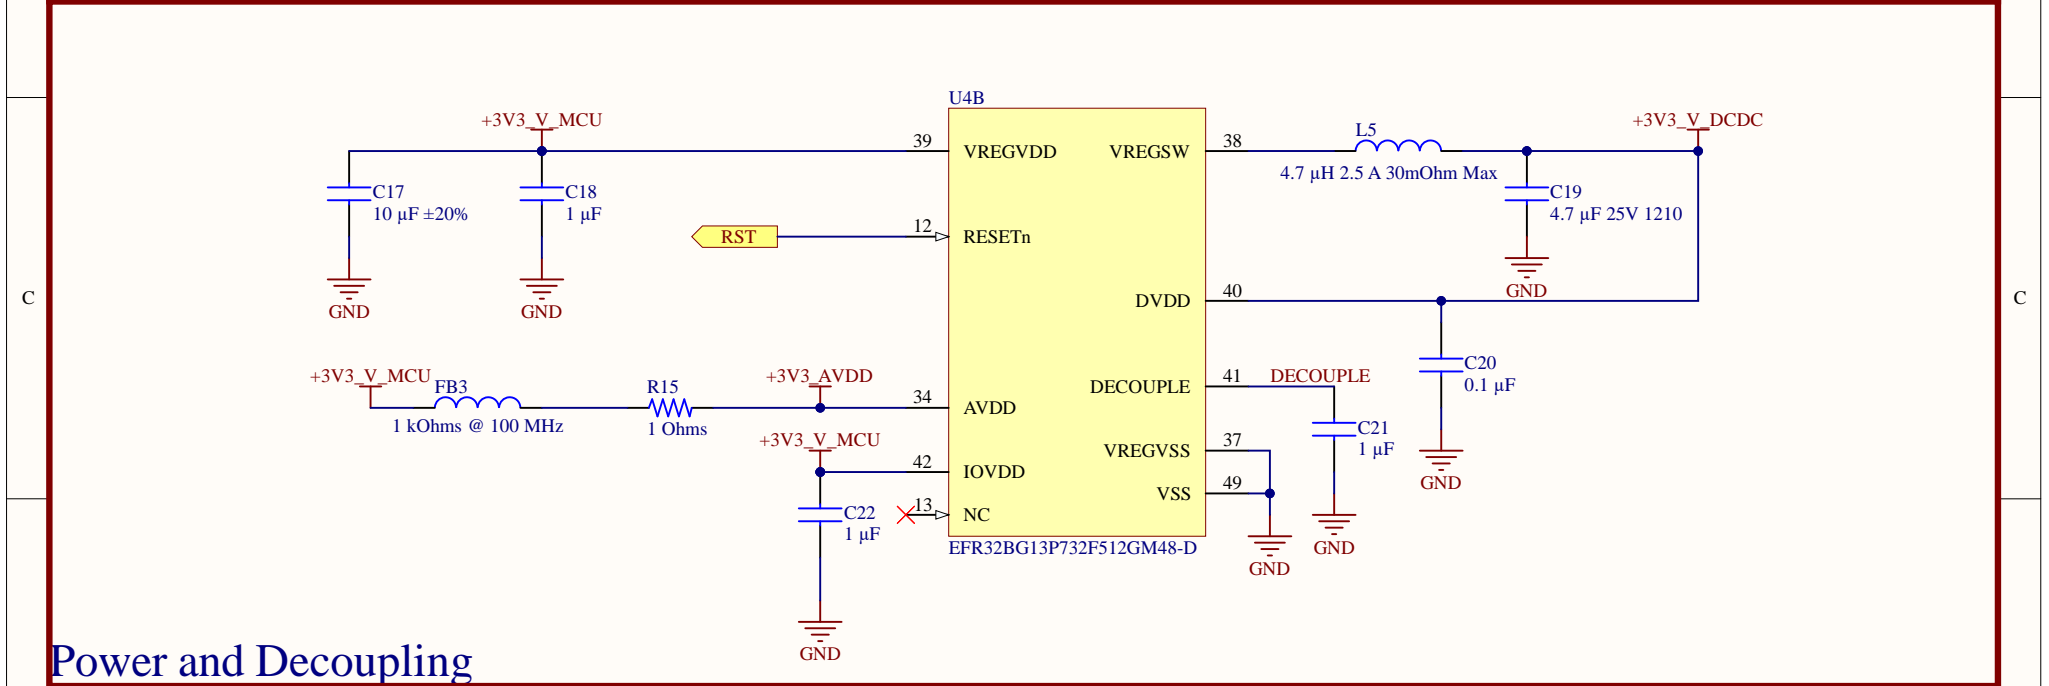 U4B
+3V3_V_MCU
+3V3_V_DCDC
39
VREGVDD
VREGSW
38
L5
4.7 µH 2.5 A 30mOhm Max
C17
10 µF ±20%
C18
1 µF
C19
4.7 µF 25V 1210
RST
12
RESETn
GND
GND
GND
C
C
DVDD
40
+3V3_V_MCU
FB3
1 kOhms @ 100 MHz
R15
1 Ohms
+3V3_AVDD
34
AVDD
DECOUPLE
41
DECOUPLE
C20
0.1 µF
C21
1 µF
+3V3_V_MCU
42
IOVDD
VREGVSS
37
VSS
49
GND
C22
1 µF
13
NC
EFR32BG13P732F512GM48-D
GND
GND
GND
Power and Decoupling